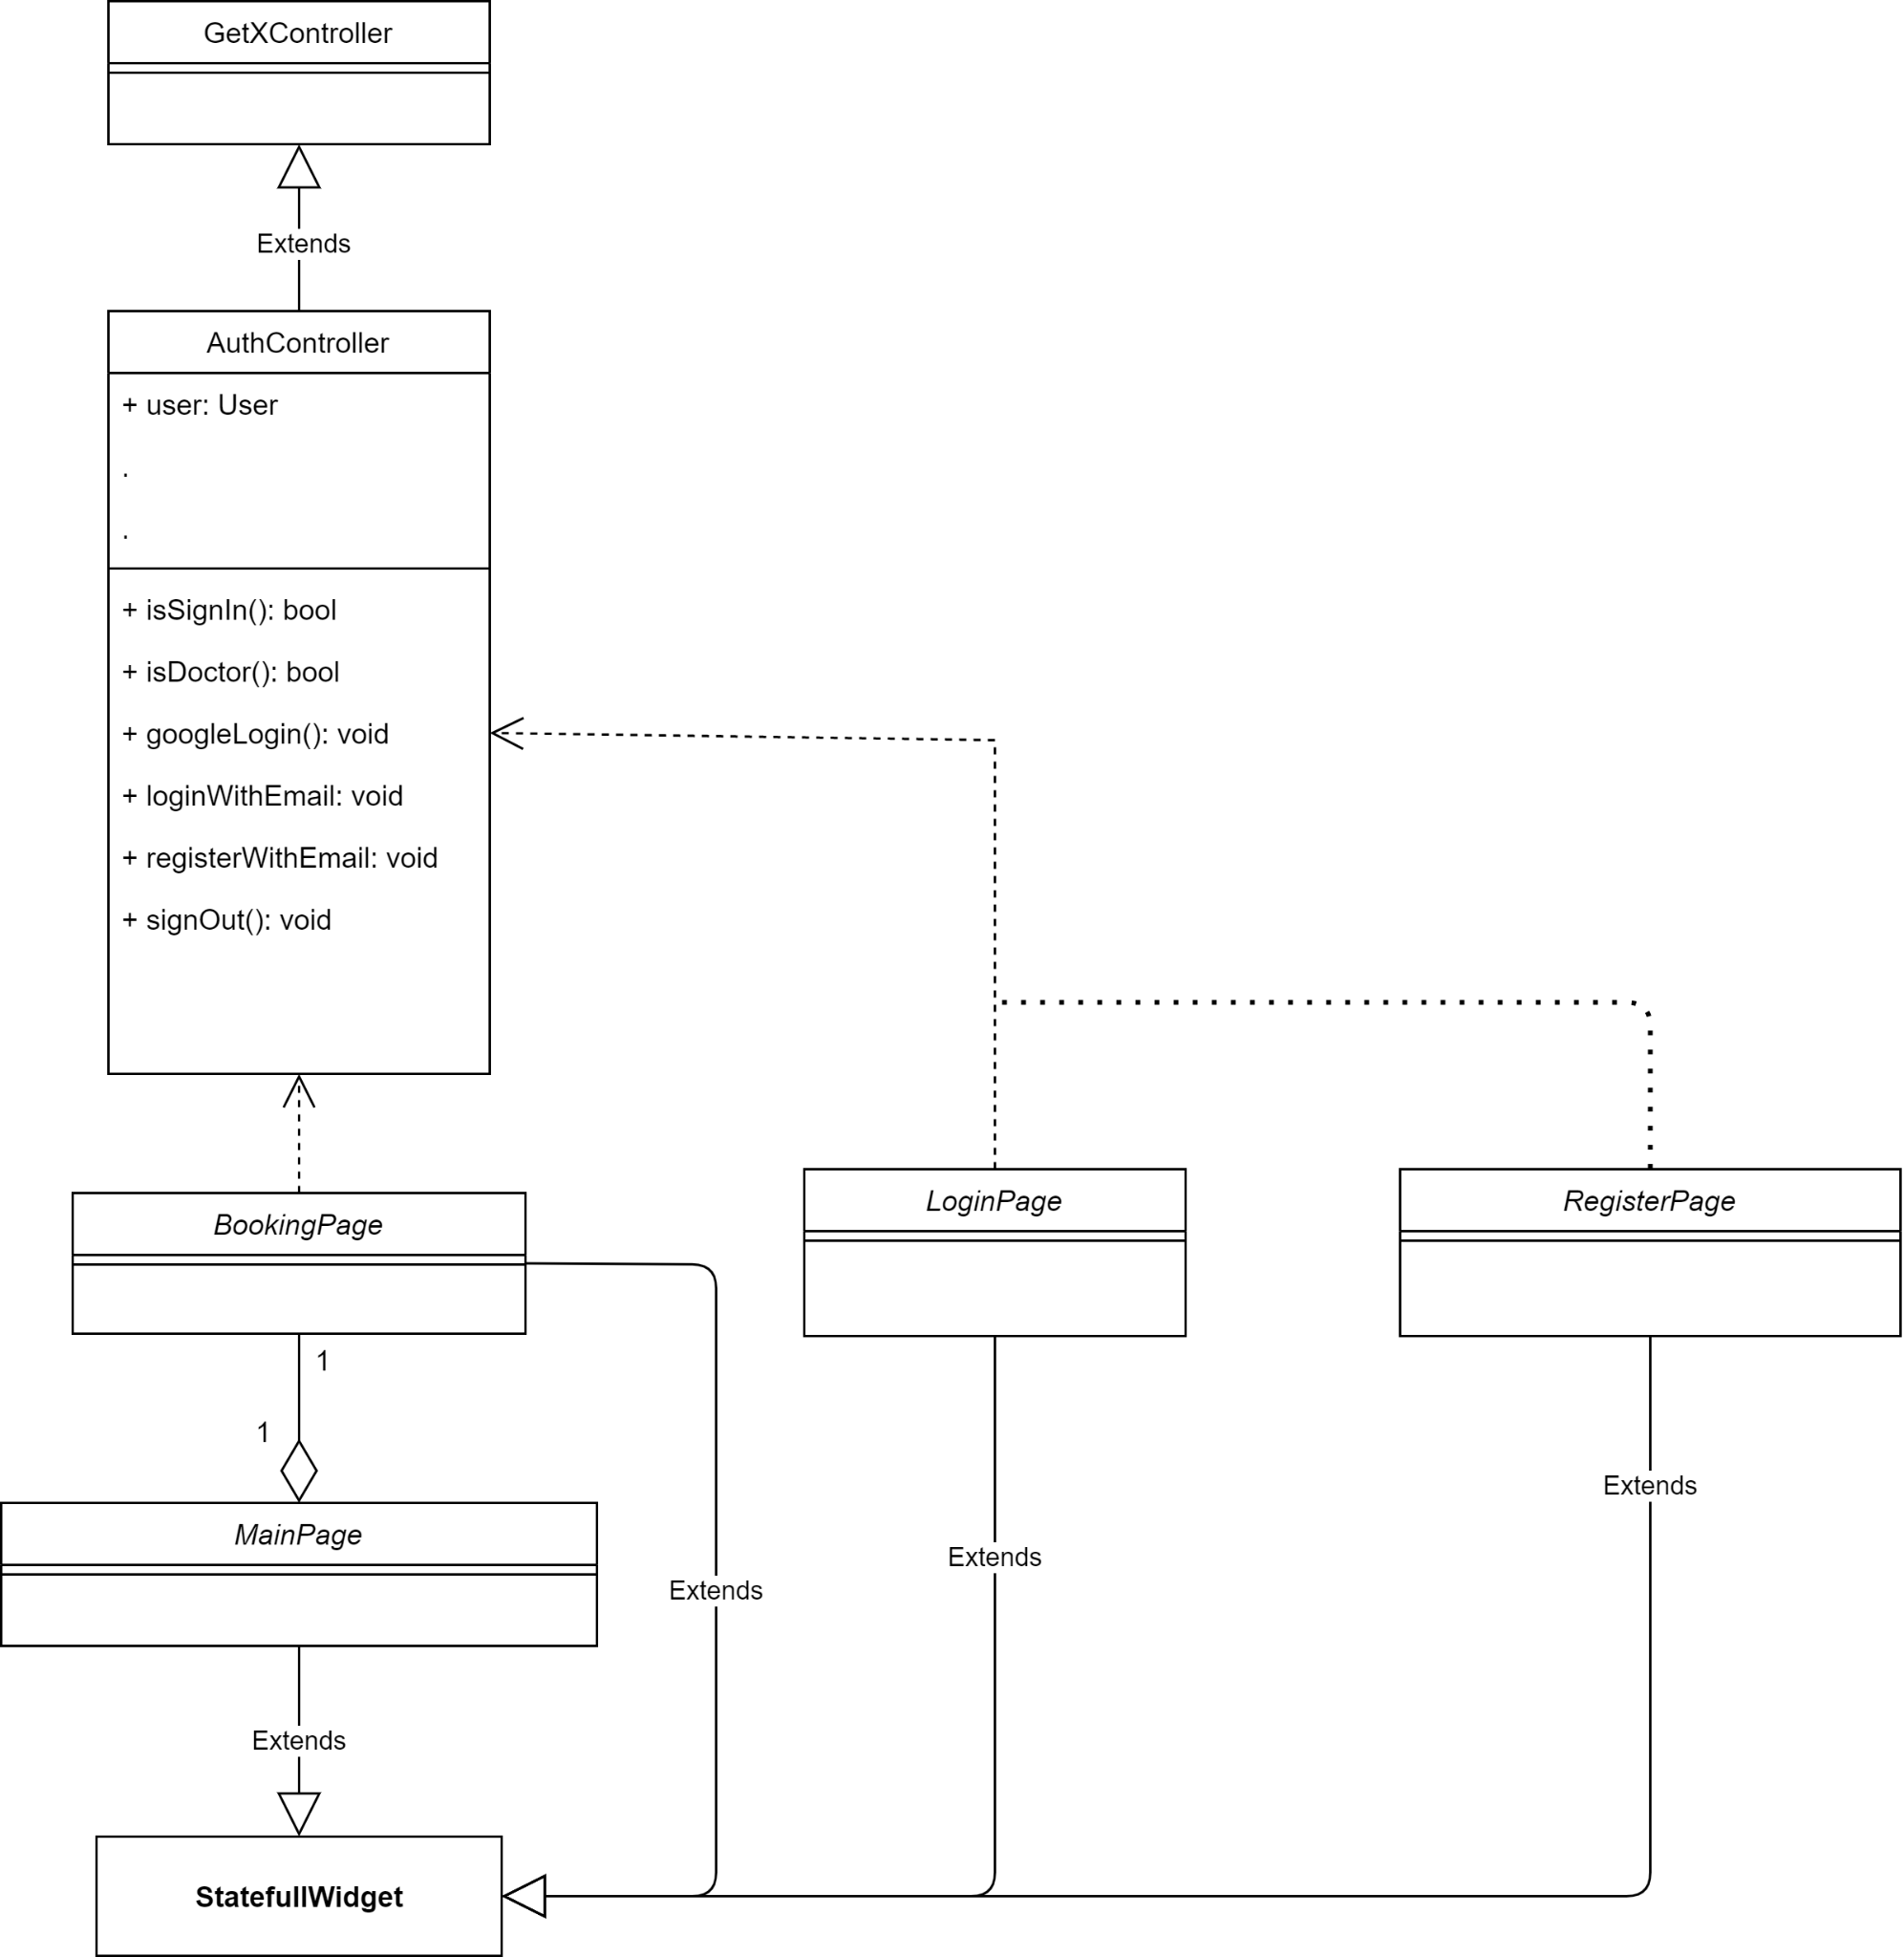 GetXController
Extends
AuthController
+ user: User
.
.
+ isSignIn(): bool
+ isDoctor(): bool
+ googleLogin(): void
+ loginWithEmail: void
+ registerWithEmail: void
+ signOut(): void
BookingPage
LoginPage
RegisterPage
1
1
Extends
MainPage
Extends
Extends
Extends
StatefullWidget